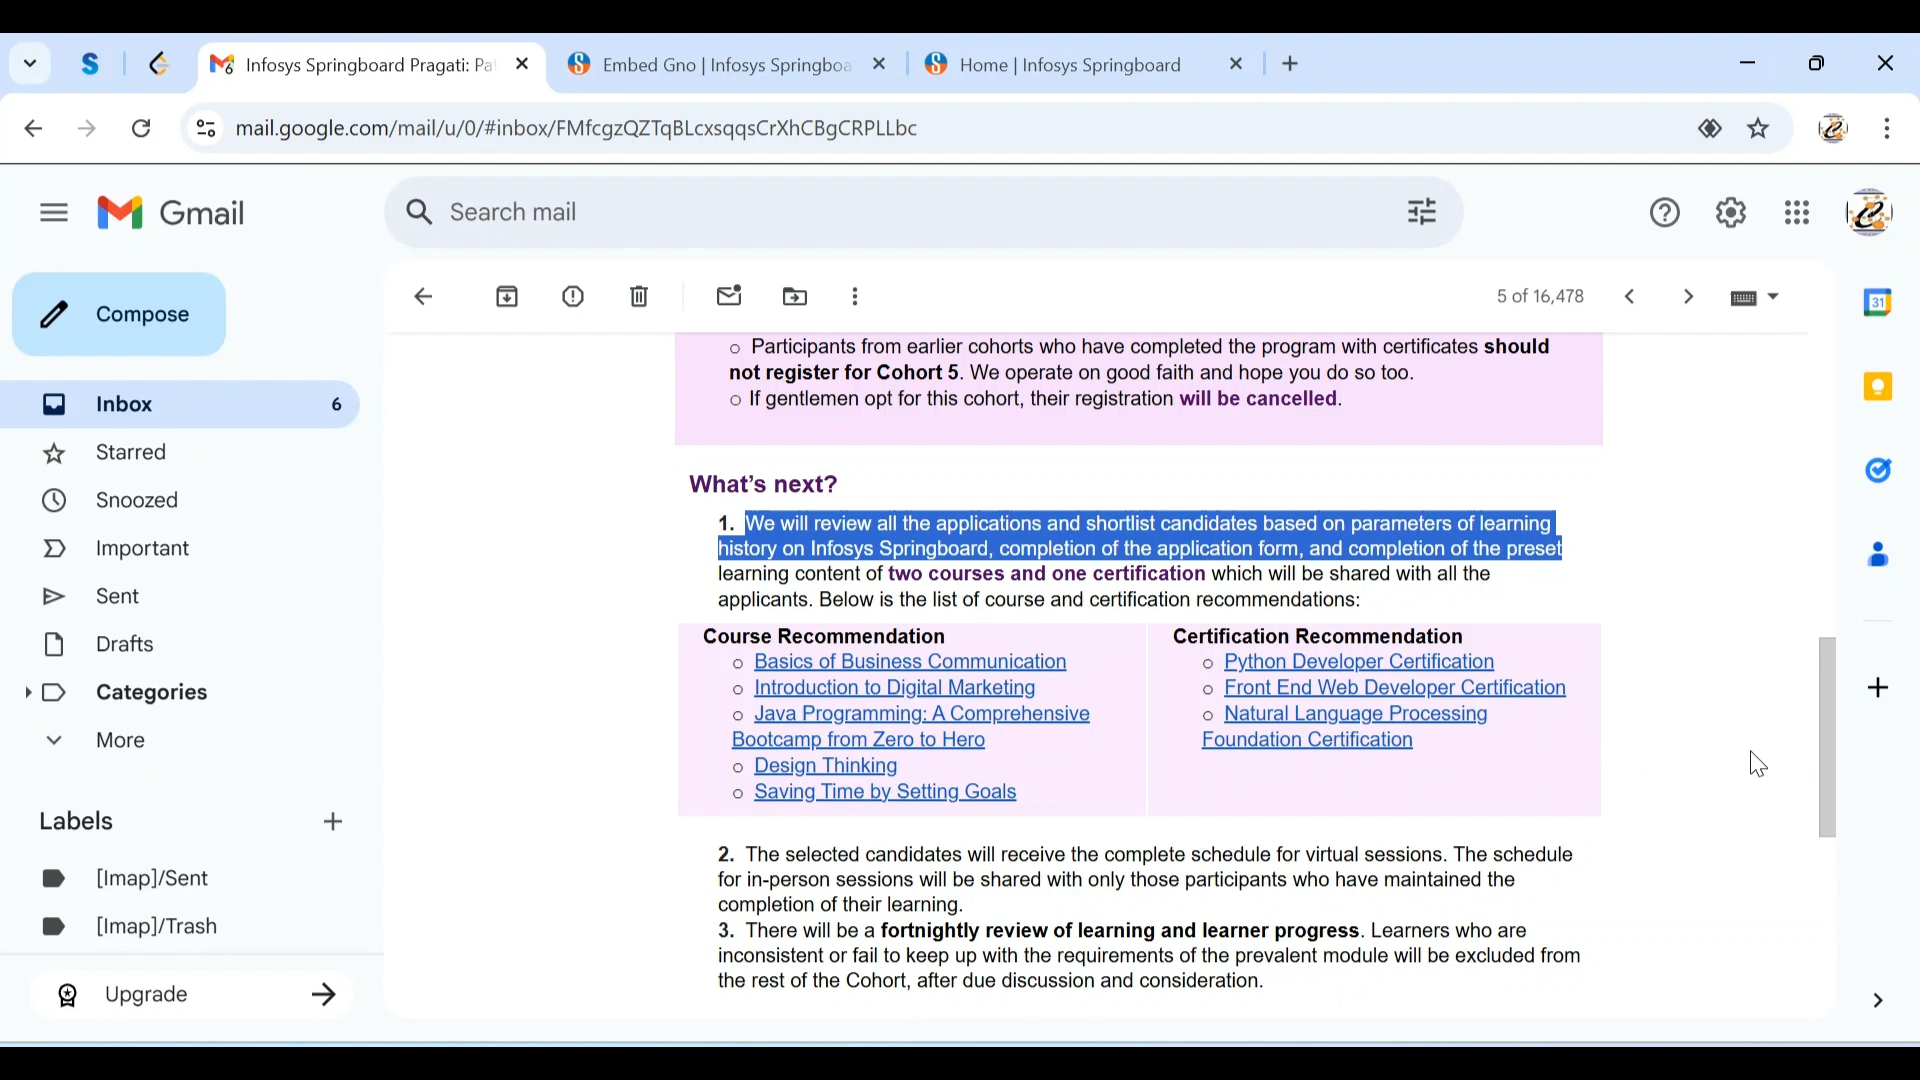 Infosys Springboard Pragati: Pa
Embed Gno | Infosys Springboa
Home | Infosys Springboard
mail.google.com/mail/u/0/#inbox/FMfcgzQZTqBLcxsqqsCrXhCBgCRPLLbc
Gmail
Search mail
Compose
5 of 16,478
Inbox 6
Starred
Snoozed
Important
Sent
Drafts
Categories
More
Labels
[Imap]/Sent
[Imap]/Trash
Upgrade
31
Participants from earlier cohorts who have completed the program with certificates should
not register for Cohort 5. We operate on good faith and hope you do so too.
If gentlemen opt for this cohort, their registration will be cancelled.
What's next?
1. We will review all the applications and shortlist candidates based on parameters of learning
history on Infosys Springboard, completion of the application form, and completion of the preset
learning content of two courses and one certification which will be shared with all the
applicants. Below is the list of course and certification recommendations:
Course Recommendation
Basics of Business Communication
Introduction to Digital Marketing
Java Programming: A Comprehensive
Bootcamp from Zero to Hero
Design Thinking
Saving Time by Setting Goals
Certification Recommendation
Python Developer Certification
Front End Web Developer Certification
Natural Language Processing
Foundation Certification
2. The selected candidates will receive the complete schedule for virtual sessions. The schedule
for in-person sessions will be shared with only those participants who have maintained the
completion of their learning.
3. There will be a fortnightly review of learning and learner progress. Learners who are
inconsistent or fail to keep up with the requirements of the prevalent module will be excluded from
the rest of the Cohort, after due discussion and consideration.